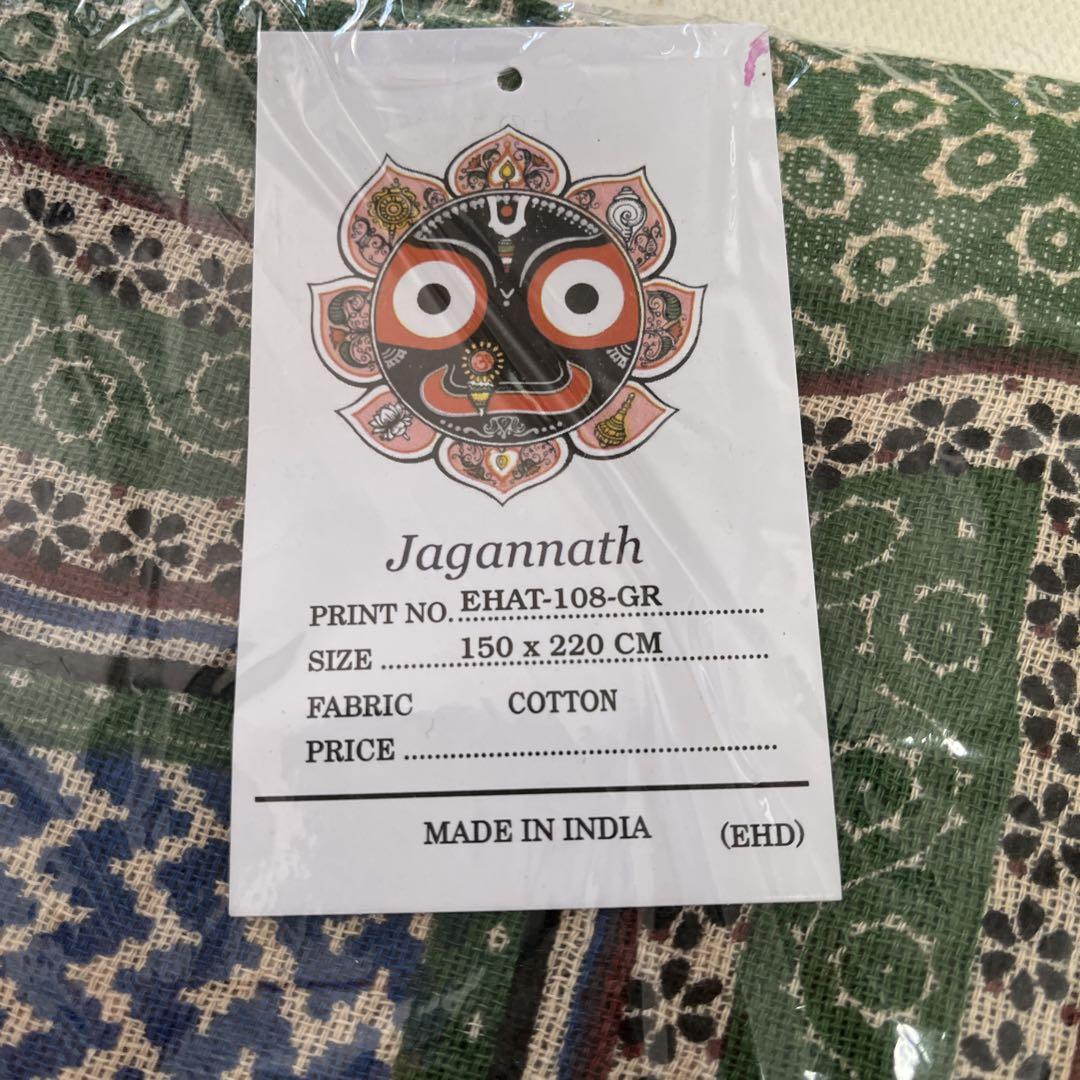 Jagannath
PRINT NO. EHAT-108-GR
SIZE 150 x 220 CM
FABRIC COTTON
PRICE
MADE IN INDIA (EHD)